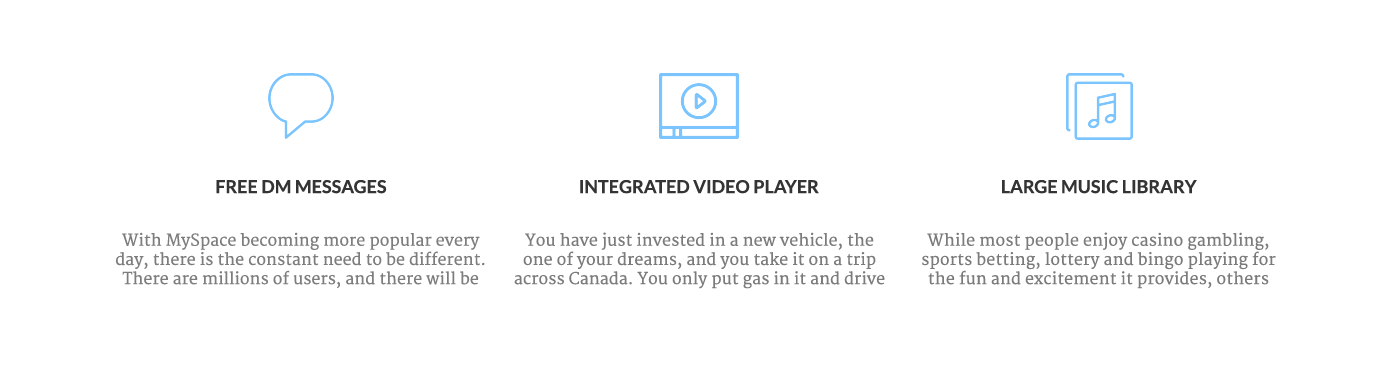 FREE DM MESSAGES
With MySpace becoming more popular every
day, there is the constant need to be different.
There are millions of users, and there will be
INTEGRATED VIDEO PLAYER
You have just invested in a new vehicle, the
one of your dreams, and you take it on a trip
across Canada. You only put gas in it and drive
LARGE MUSIC LIBRARY
While most people enjoy casino gambling,
sports betting, lottery and bingo playing for
the fun and excitement it provides, others